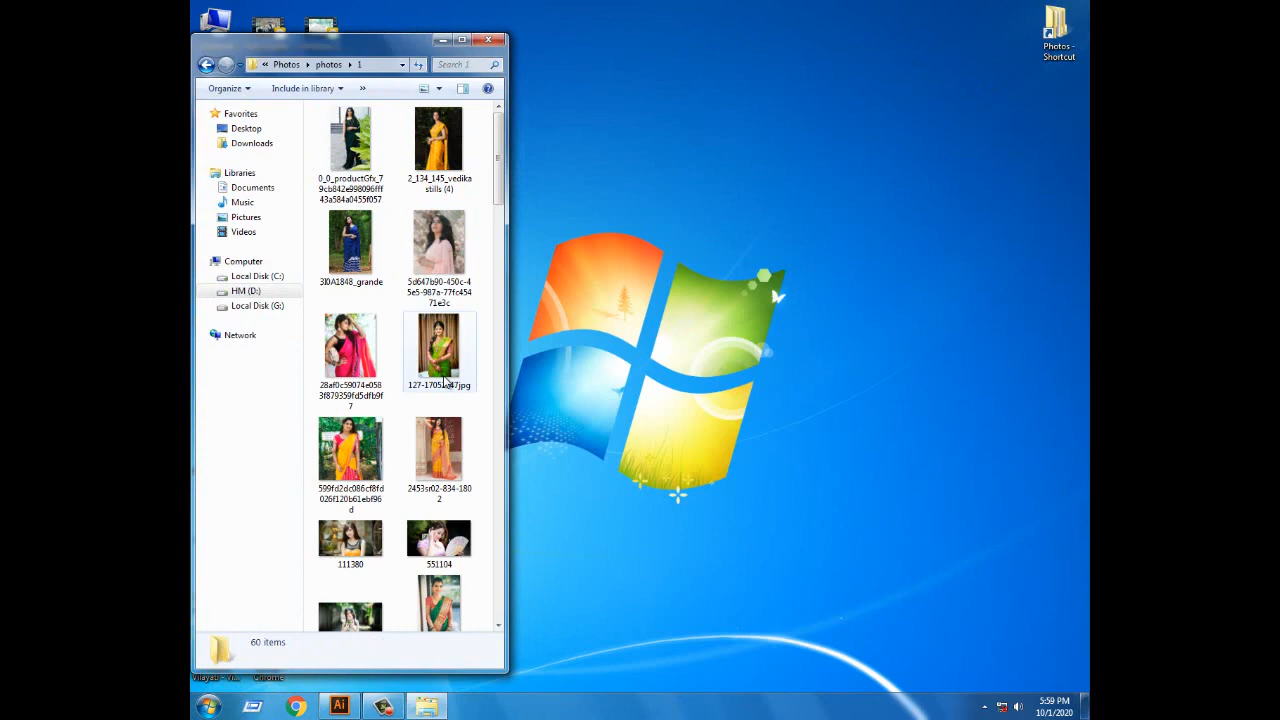 Photos -
Shortcut
« Photos ▸ photos ▸ 1
Search 1
Organize
Include in library
»
Favorites
Desktop
Downloads
Libraries
Documents
Music
Pictures
Videos
Computer
Local Disk (C:)
HM (D:)
Local Disk (G:)
Network
0_0_productGfx_7
9cb842e998096fff
43a584a0455f057
2_134_145_vedika
stills (4)
3I0A1848_grande
5d647b90-450c-4
5e5-987a-77fc454
71e3c
28af0c59074e058
3f879359fd5dfb9f
7
599fd2dc086cf8fd
026f120b61ebf96
d
2453sr02-834-180
2
111380
551104
60 items
Chrome
Ai
5:59 PM
10/1/2020